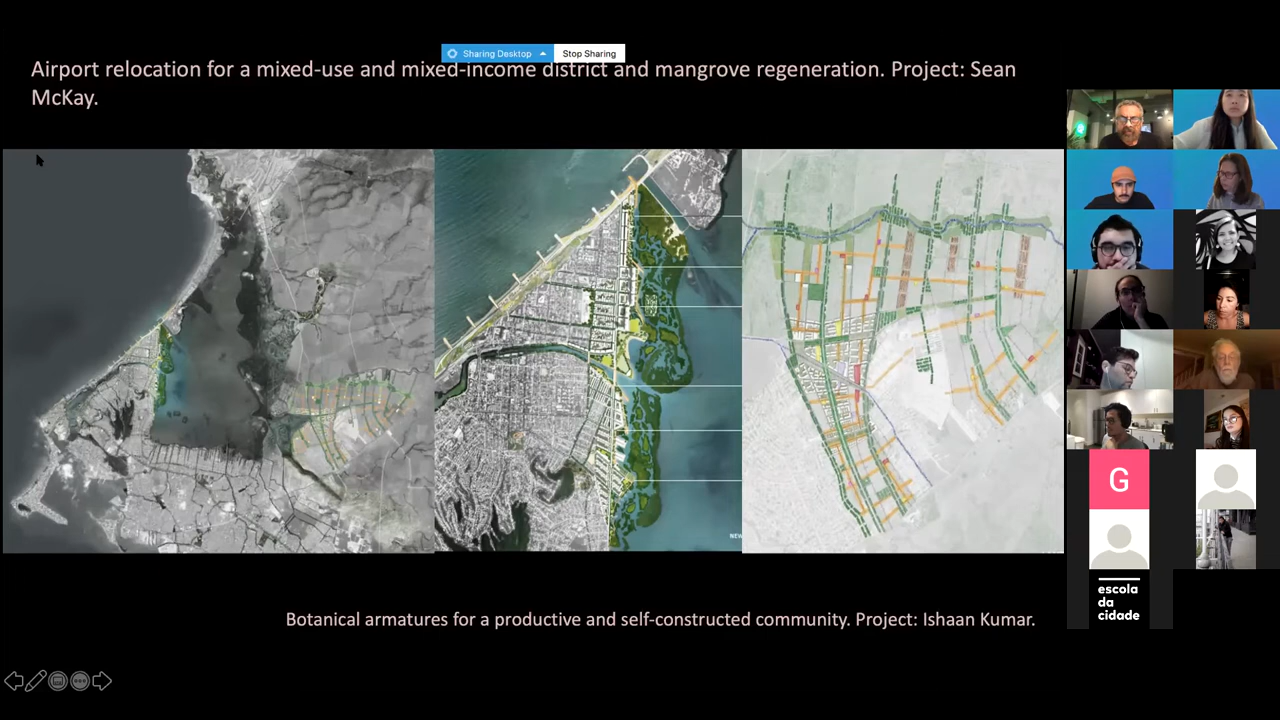 Sharing Desktop
Stop Sharing
Airport relocation for a mixed-use and mixed-income district and mangrove regeneration. Project: Sean
McKay.
G
NEW
escola
da
cidade
Botanical armatures for a productive and self-constructed community. Project: Ishaan Kumar.